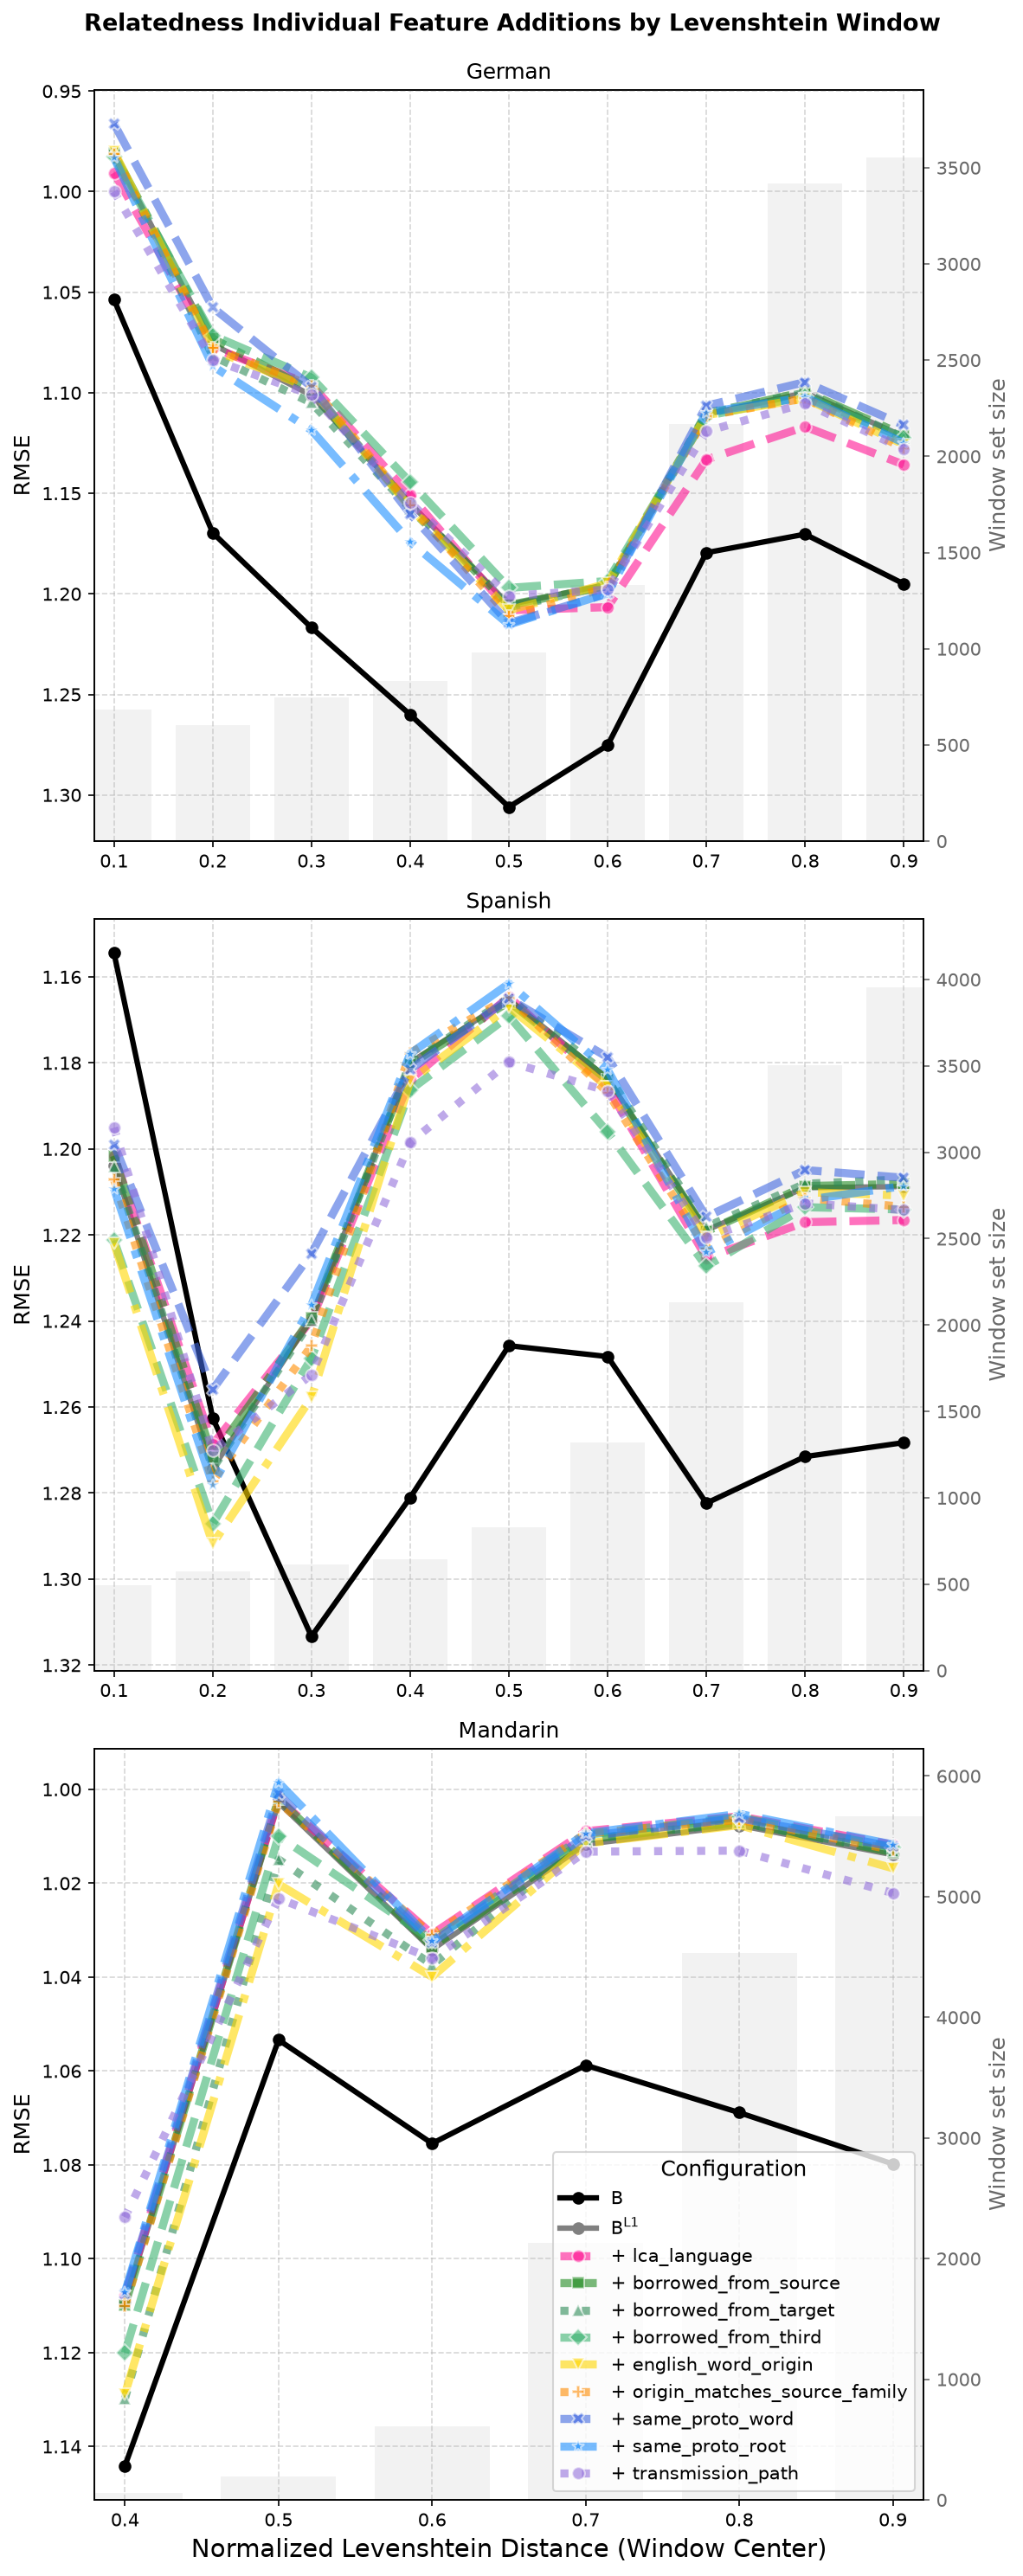 Relatedness Individual Feature Additions by Levenshtein Window
German
0.95
1.00
1.05
1.10
1.15
1.20
1.25
1.30
RMSE
3500
3000
2500
2000
1500
1000
500
0
Window set size
0.1 0.2 0.3 0.4 0.5 0.6 0.7 0.8 0.9
Spanish
1.16
1.18
1.20
1.22
1.24
1.26
1.28
1.30
1.32
RMSE
4000
3500
3000
2500
2000
1500
1000
500
0
Window set size
0.1 0.2 0.3 0.4 0.5 0.6 0.7 0.8 0.9
Mandarin
1.00
1.02
1.04
1.06
1.08
1.10
1.12
1.14
RMSE
6000
5000
4000
3000
2000
1000
0
Window set size
Configuration
B
B^L1
+ lca_language
+ borrowed_from_source
+ borrowed_from_target
+ borrowed_from_third
+ english_word_origin
+ origin_matches_source_family
+ same_proto_word
+ same_proto_root
+ transmission_path
0.4 0.5 0.6 0.7 0.8 0.9
Normalized Levenshtein Distance (Window Center)